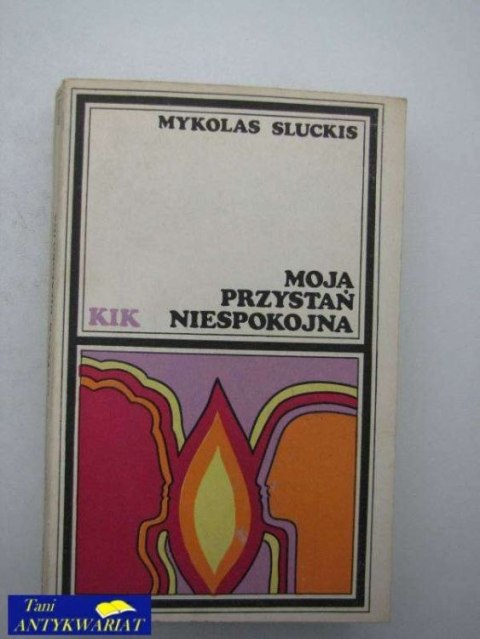 MYKOLAS SLUCKIS
MOJA
PRZYSTAŃ
KIK NIESPOKOJNA
Tani
ANTYKWARIAT